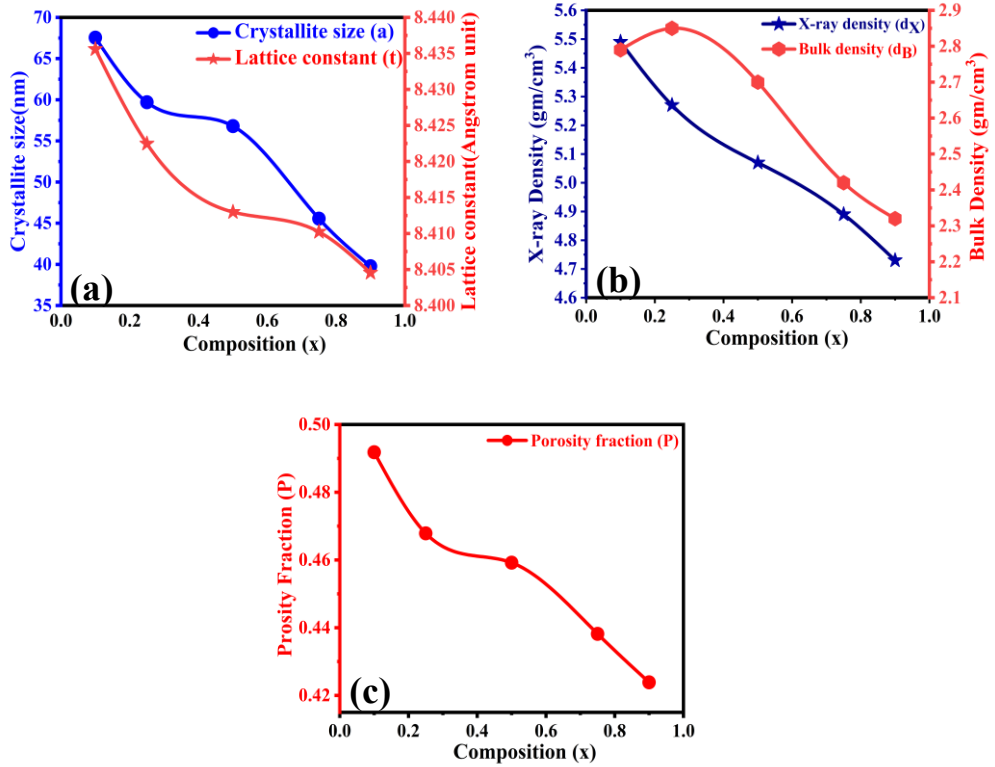 Crystallite size (a)
Lattice constant (t)
70
65
60
55
50
45
40
35
Crystallite size(nm)
8.440
8.435
8.430
8.425
8.420
8.415
8.410
8.405
8.400
Lattice constant(Angstrom unit)
(a)
0.0 0.2 0.4 0.6 0.8 1.0
Composition (x)
X-ray density (dX)
Bulk density (dB)
5.6
5.5
5.4
5.3
5.2
5.1
5.0
4.9
4.8
4.7
4.6
X-ray Density (gm/cm³)
2.9
2.8
2.7
2.6
2.5
2.4
2.3
2.2
2.1
Bulk Density (gm/cm³)
(b)
0.0 0.2 0.4 0.6 0.8 1.0
Composition (x)
Porosity fraction (P)
0.50
0.48
0.46
0.44
0.42
Prosity Fraction (P)
(c)
0.0 0.2 0.4 0.6 0.8 1.0
Composition (x)